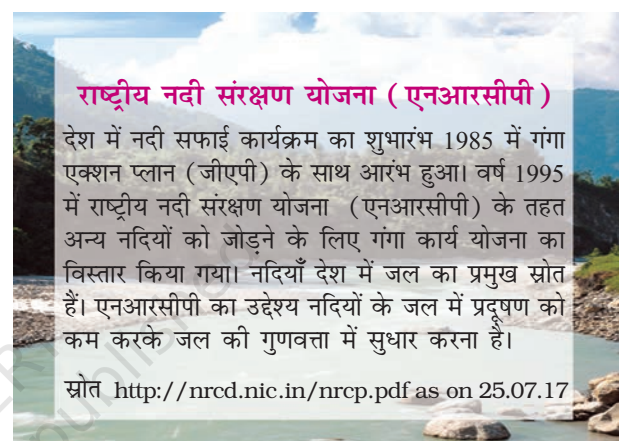 राष्ट्रीय नदी संरक्षण योजना ( एनआरसीपी )
देश में नदी सफाई कार्यक्रम का शुभारंभ 1985 में गंगा
एक्शन प्लान (जीएपी) के साथ आरंभ हुआ। वर्ष 1995
में राष्ट्रीय नदी संरक्षण योजना (एनआरसीपी) के तहत
अन्य नदियों को जोड़ने के लिए गंगा कार्य योजना का
विस्तार किया गया। नदियाँ देश में जल का प्रमुख स्रोत
हैं। एनआरसीपी का उद्देश्य नदियों के जल में प्रदूषण को
कम करके जल की गुणवत्ता में सुधार करना है।
स्रोत http://nrcd.nic.in/nrcp.pdf as on 25.07.17